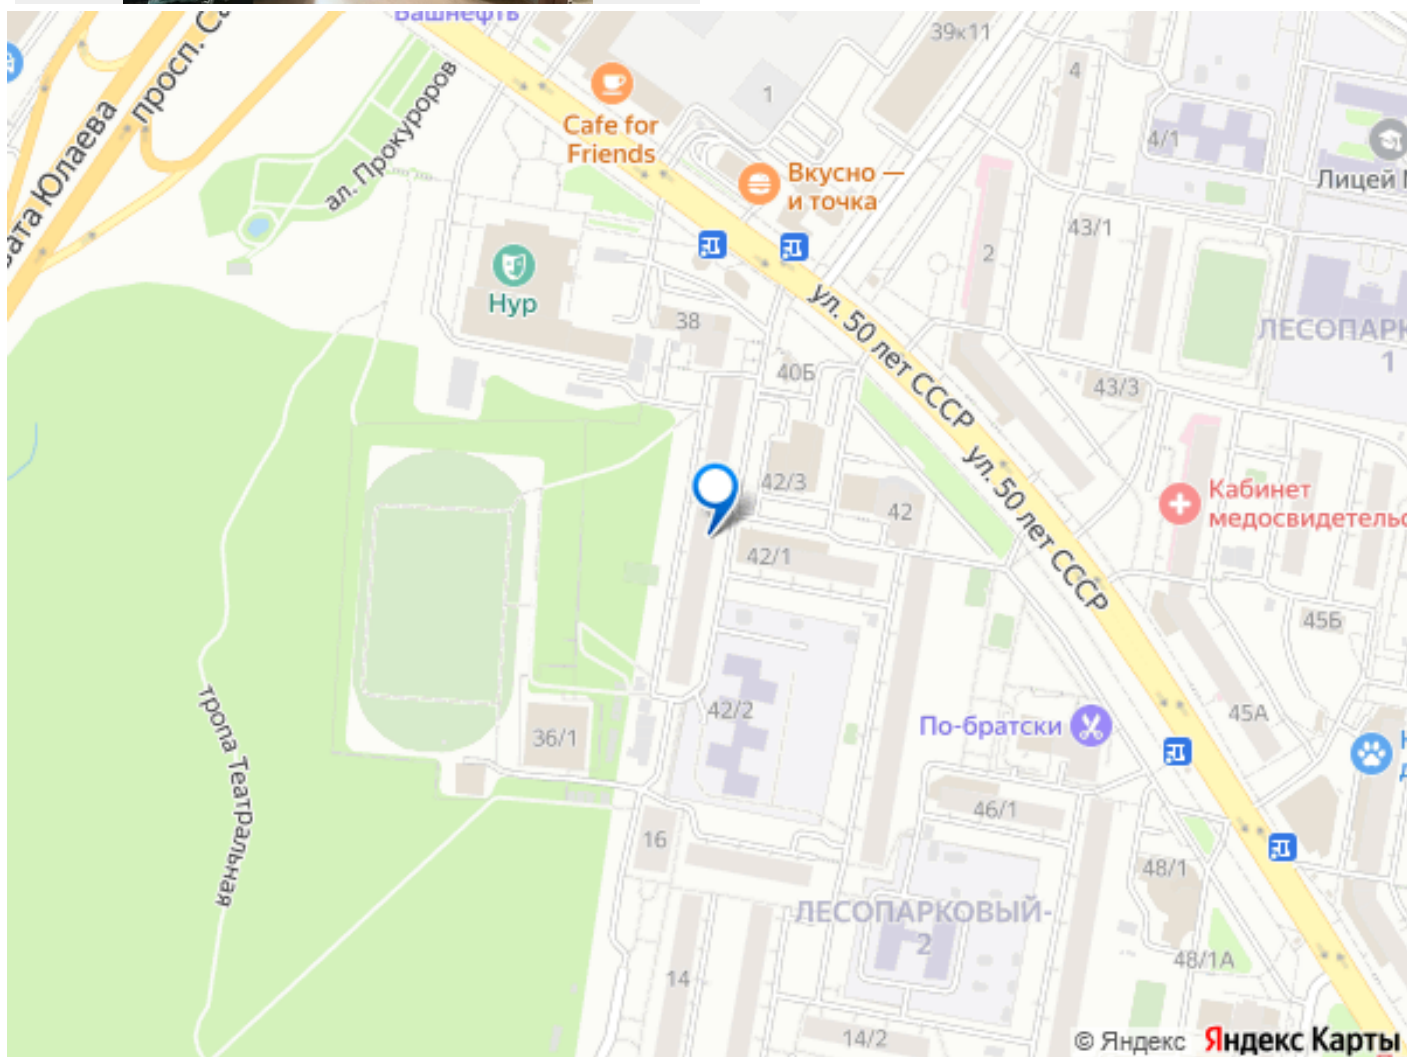 Башнефть
просп. Са
вата Юлаева
ал. Прокуроров
Cafe for
Friends
1
39к11
4
4/1
Лицей
Вкусно —
и точка
43/1
2
Нур
38
ул. 50 лет СССР
ЛЕСОПАРК
1
40Б
43/3
42/3
42
ул. 50 лет СССР
Кабинет
медосвидетельс
42/1
45Б
тропа Театральная
42/2
36/1
По-братски
45А
46/1
16
48/1
ЛЕСОПАРКОВЫЙ-
2
48/1А
14
14/2
© Яндекс Яндекс Карты